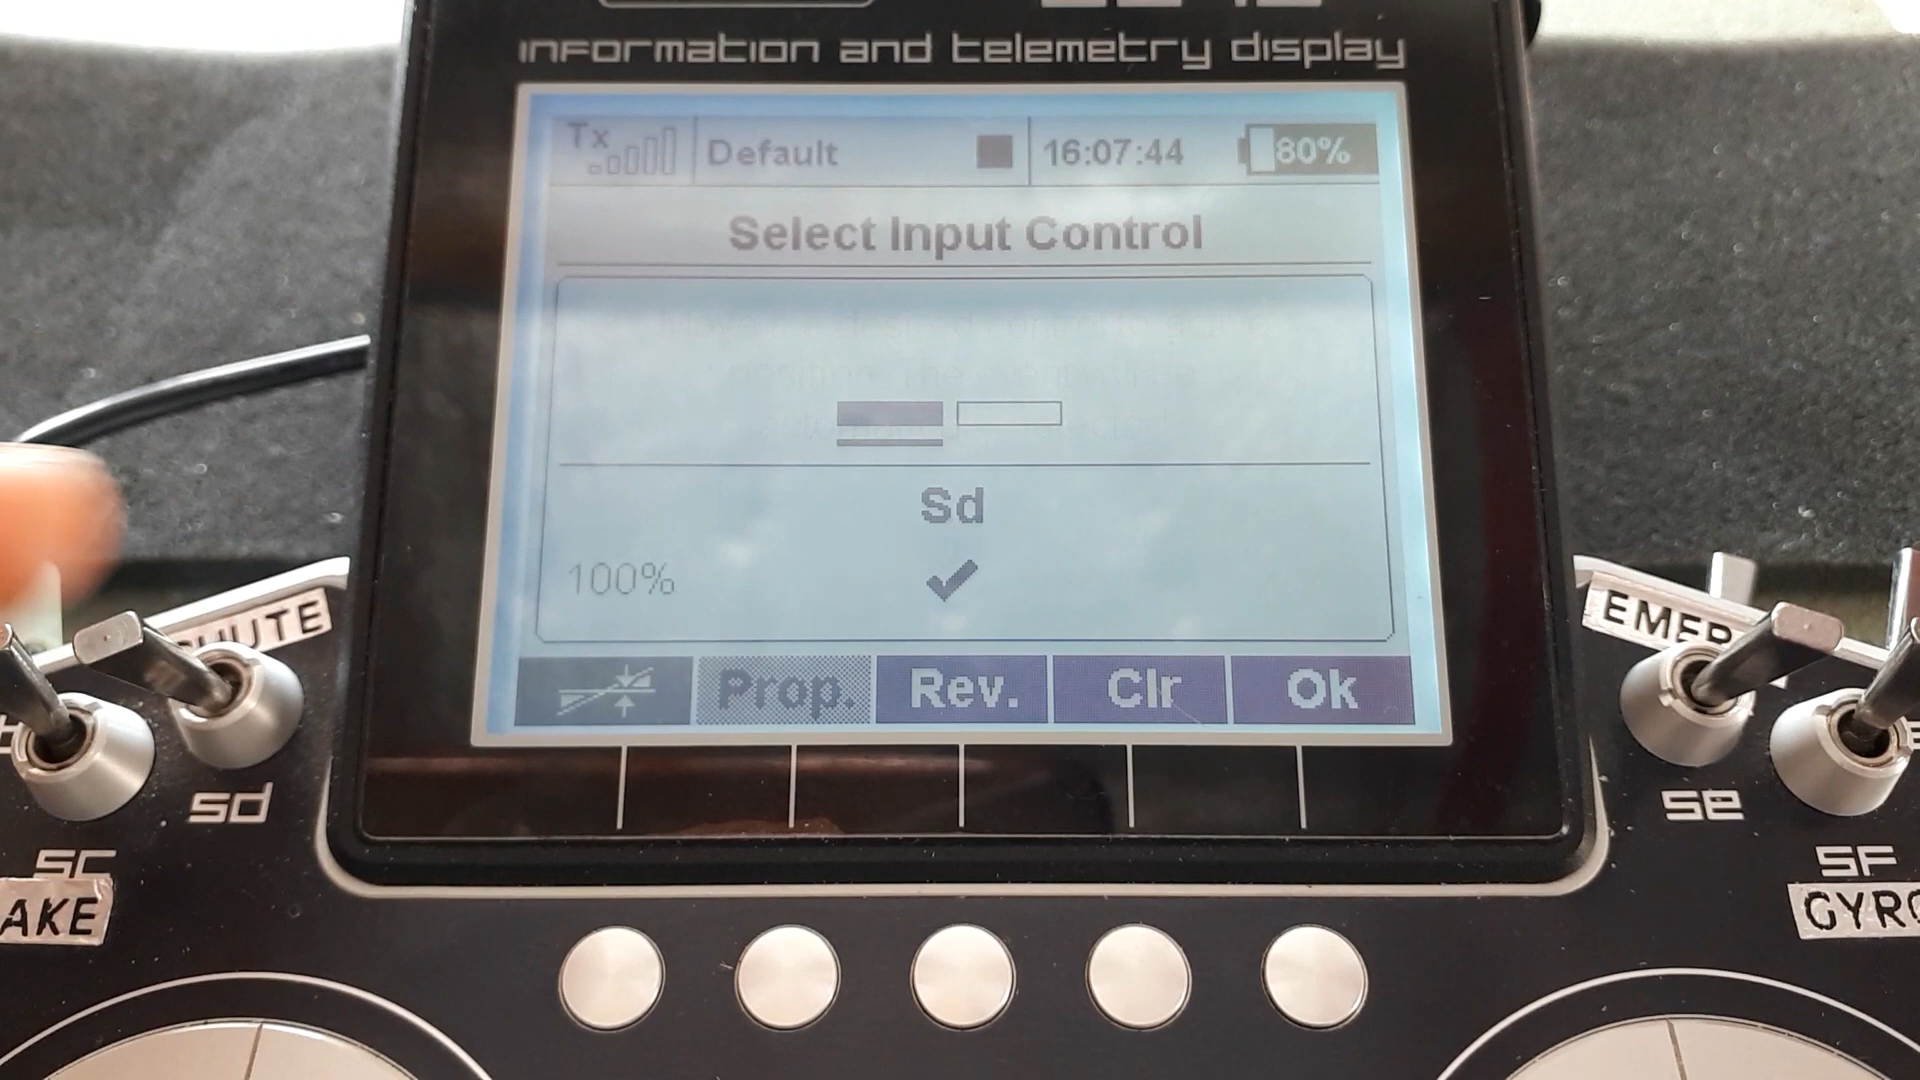 information and telemetry display
Tx Default 16:07:44 80%
Select Input Control
Sd
100%
Prop. Rev. Clr Ok
EMER
sd
se
SC
SF
AKE
GYRO